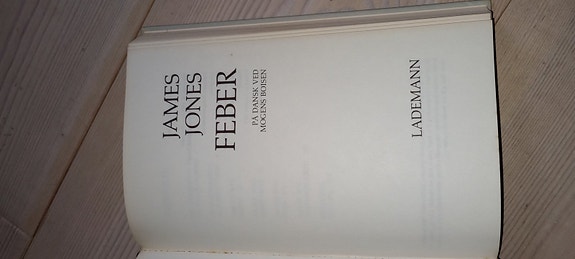 JAMES
JONES
FEBER
PÅ DANSK VED
MOGENS BOISEN
LADEMANN